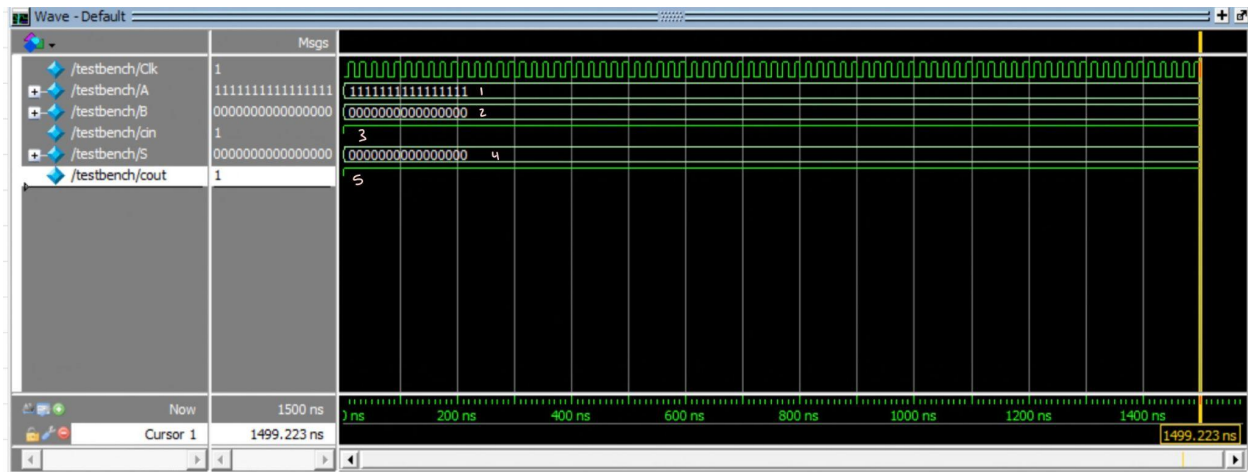 Wave - Default
Msgs
/testbench/Clk 1
/testbench/A 1111111111111111 1111111111111111 1
/testbench/B 0000000000000000 0000000000000000 2
/testbench/cin 1 3
/testbench/S 0000000000000000 0000000000000000 4
/testbench/cout 1 5
Now 1500 ns ns 200 ns 400 ns 600 ns 800 ns 1000 ns 1200 ns 1400 ns
Cursor 1 1499.223 ns 1499.223 ns